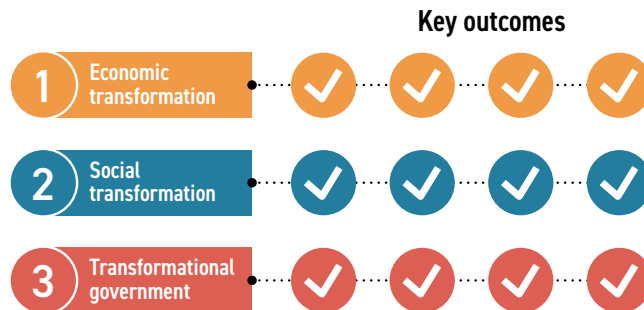 Key outcomes
1
Economic
transformation
2
Social
transformation
3
Transformational
government